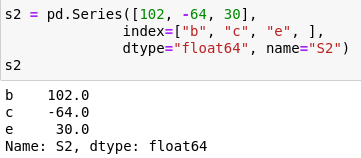 s2 = pd.Series([102, -64, 30],
               index=["b", "c", "e", ],
               dtype="float64", name="S2")
s2
b    102.0
c    -64.0
e     30.0
Name: S2, dtype: float64